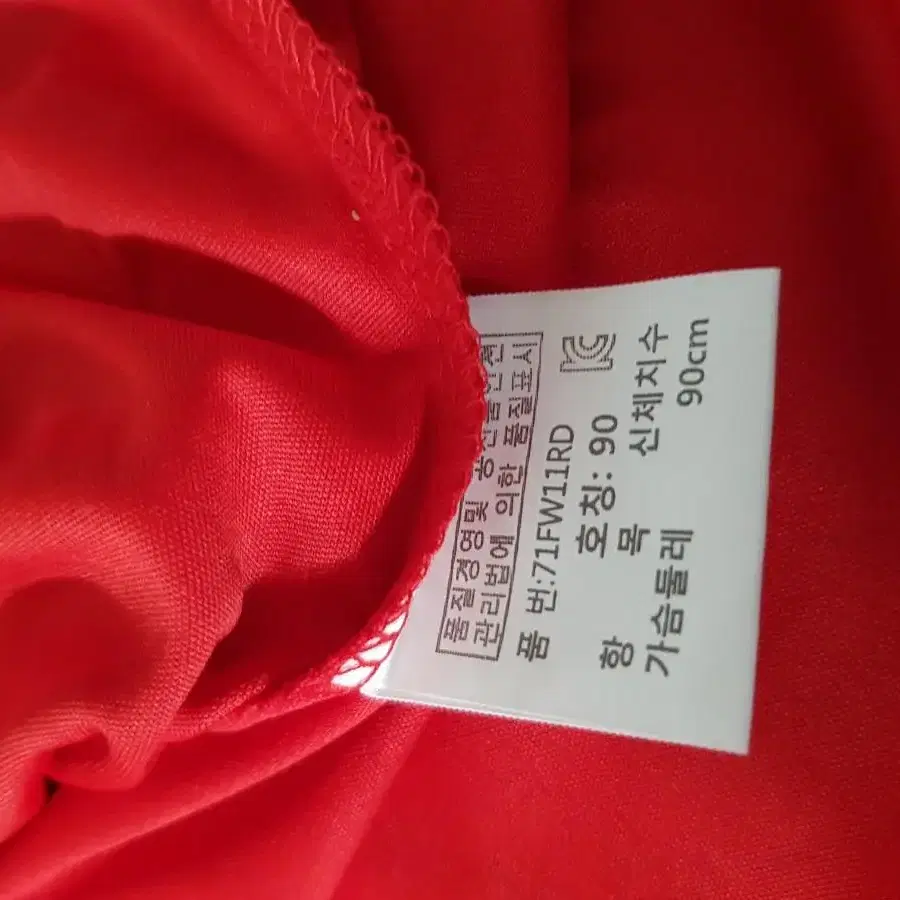 품질경영및 공산품안전
관리법에 의한 품질표시
품 번:71FW11RD
KC
호칭: 90
항 목 신체치수
가슴둘레 90cm